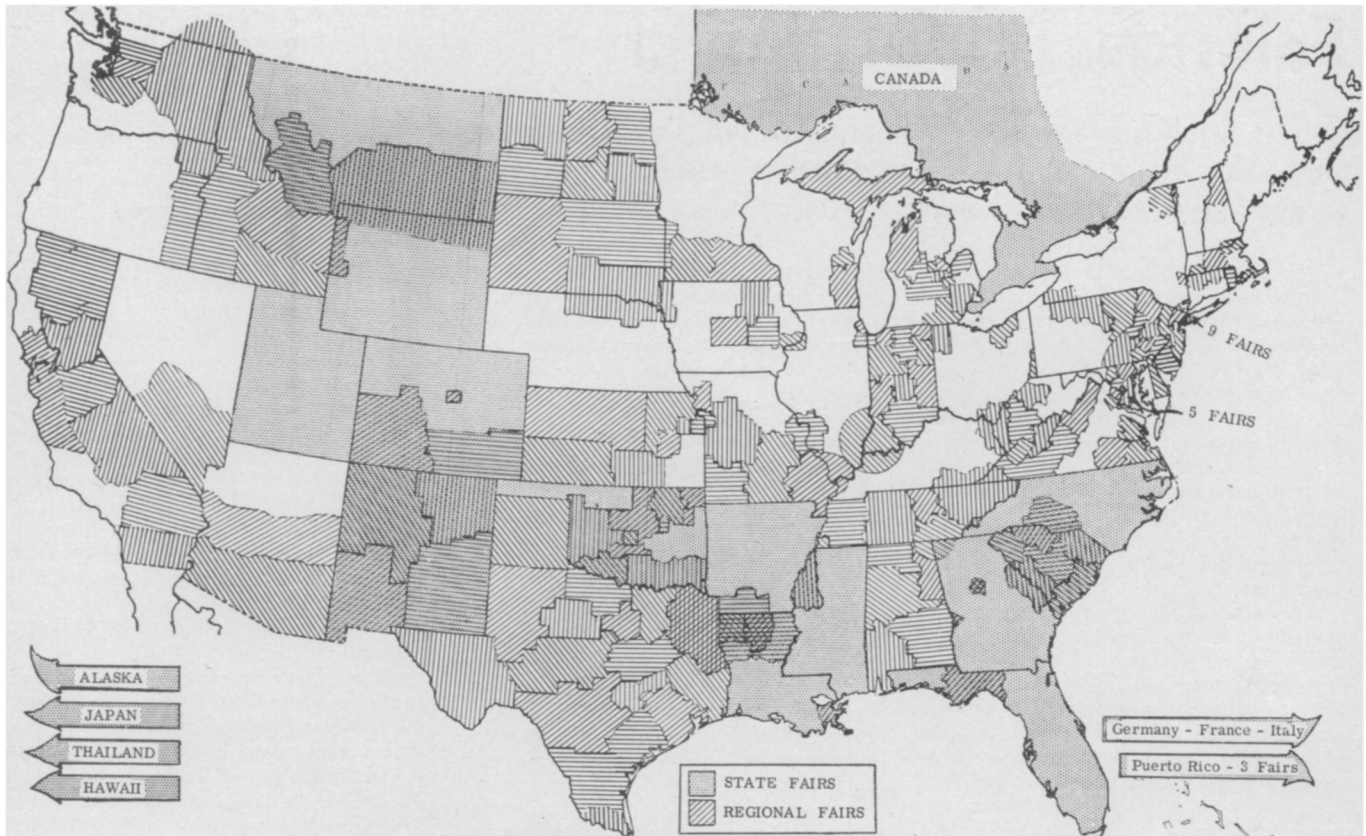 CANADA
C A N A D A
9 FAIRS
5 FAIRS
ALASKA
JAPAN
THAILAND
HAWAII
Germany - France - Italy
Puerto Rico - 3 Fairs
STATE FAIRS
REGIONAL FAIRS